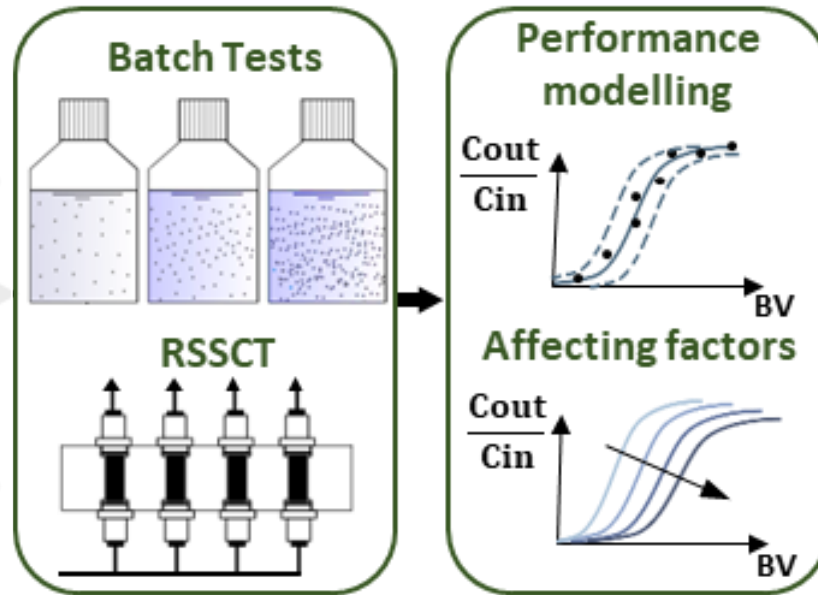 Batch Tests
RSSCT
Performance
modelling
Cout
Cin
BV
Affecting factors
Cout
Cin
BV